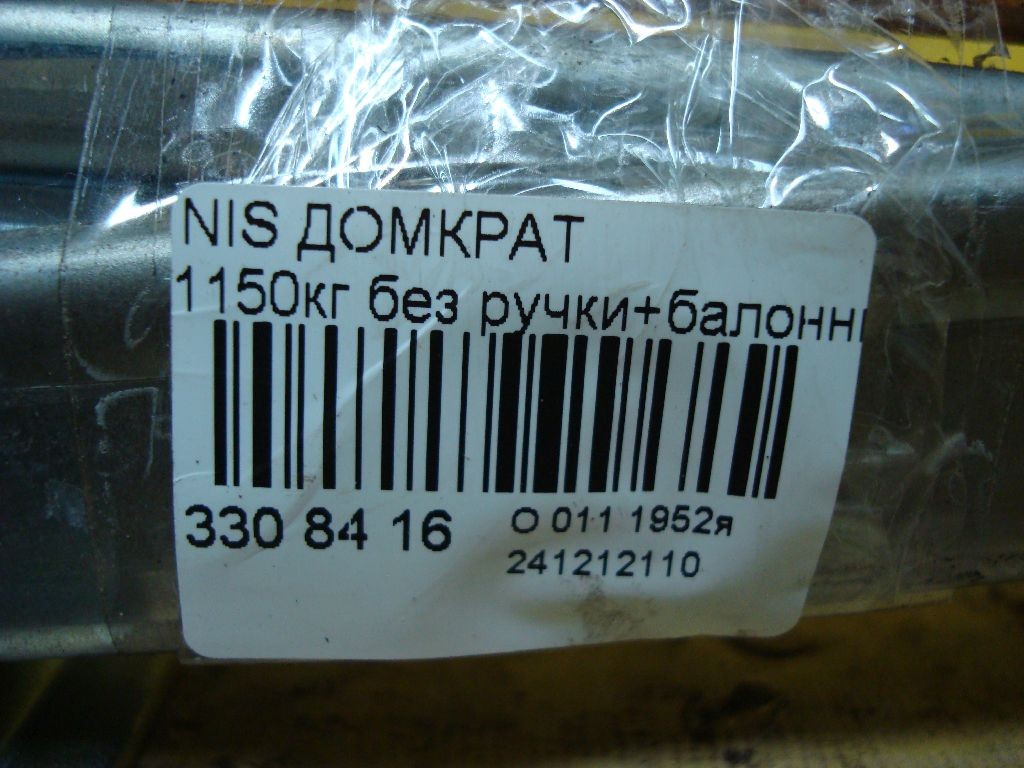 NIS ДОМКРАТ
1150кг без ручки+балонн
330 84 16
О 011 1952я
241212110